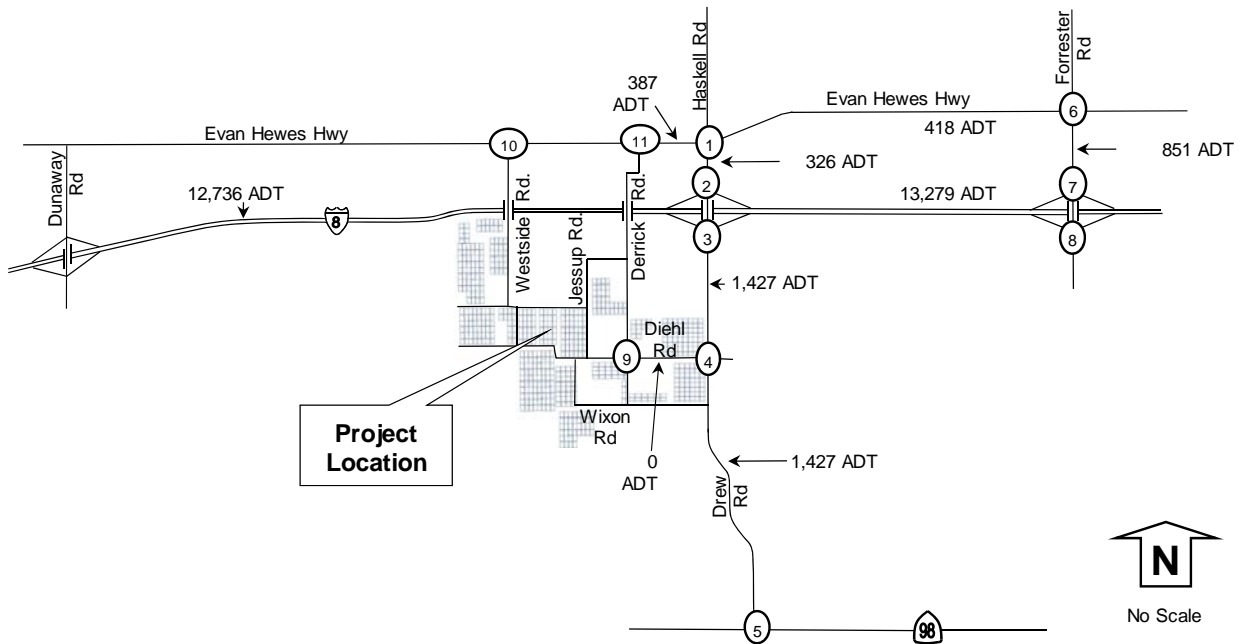 Haskell Rd
Forrester
Rd
387
ADT
Evan Hewes Hwy
6
Evan Hewes Hwy
10
11
1
418 ADT
326 ADT
851 ADT
Dunaway
Rd
12,736 ADT
8
Westside Rd.
Jessup Rd.
Derrick Rd.
2
3
13,279 ADT
7
8
1,427 ADT
Diehl
Rd
9
4
Project
Location
Wixon
Rd
0
ADT
1,427 ADT
Drew
Rd
N
No Scale
5
98